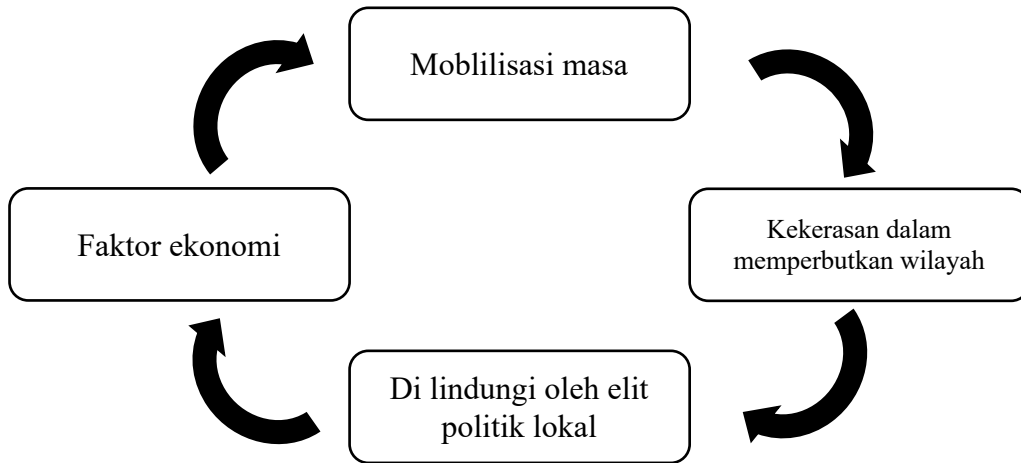 Moblilisasi masa
Faktor ekonomi
Kekerasan dalam
memperbutkan wilayah
Di lindungi oleh elit
politik lokal